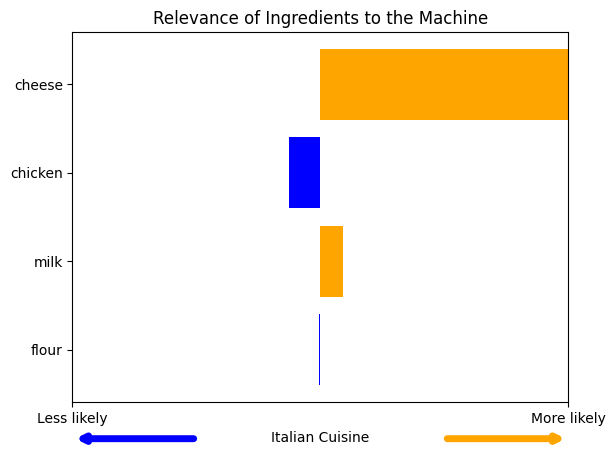 Relevance of Ingredients to the Machine
cheese
chicken
milk
flour
Less likely
More likely
Italian Cuisine